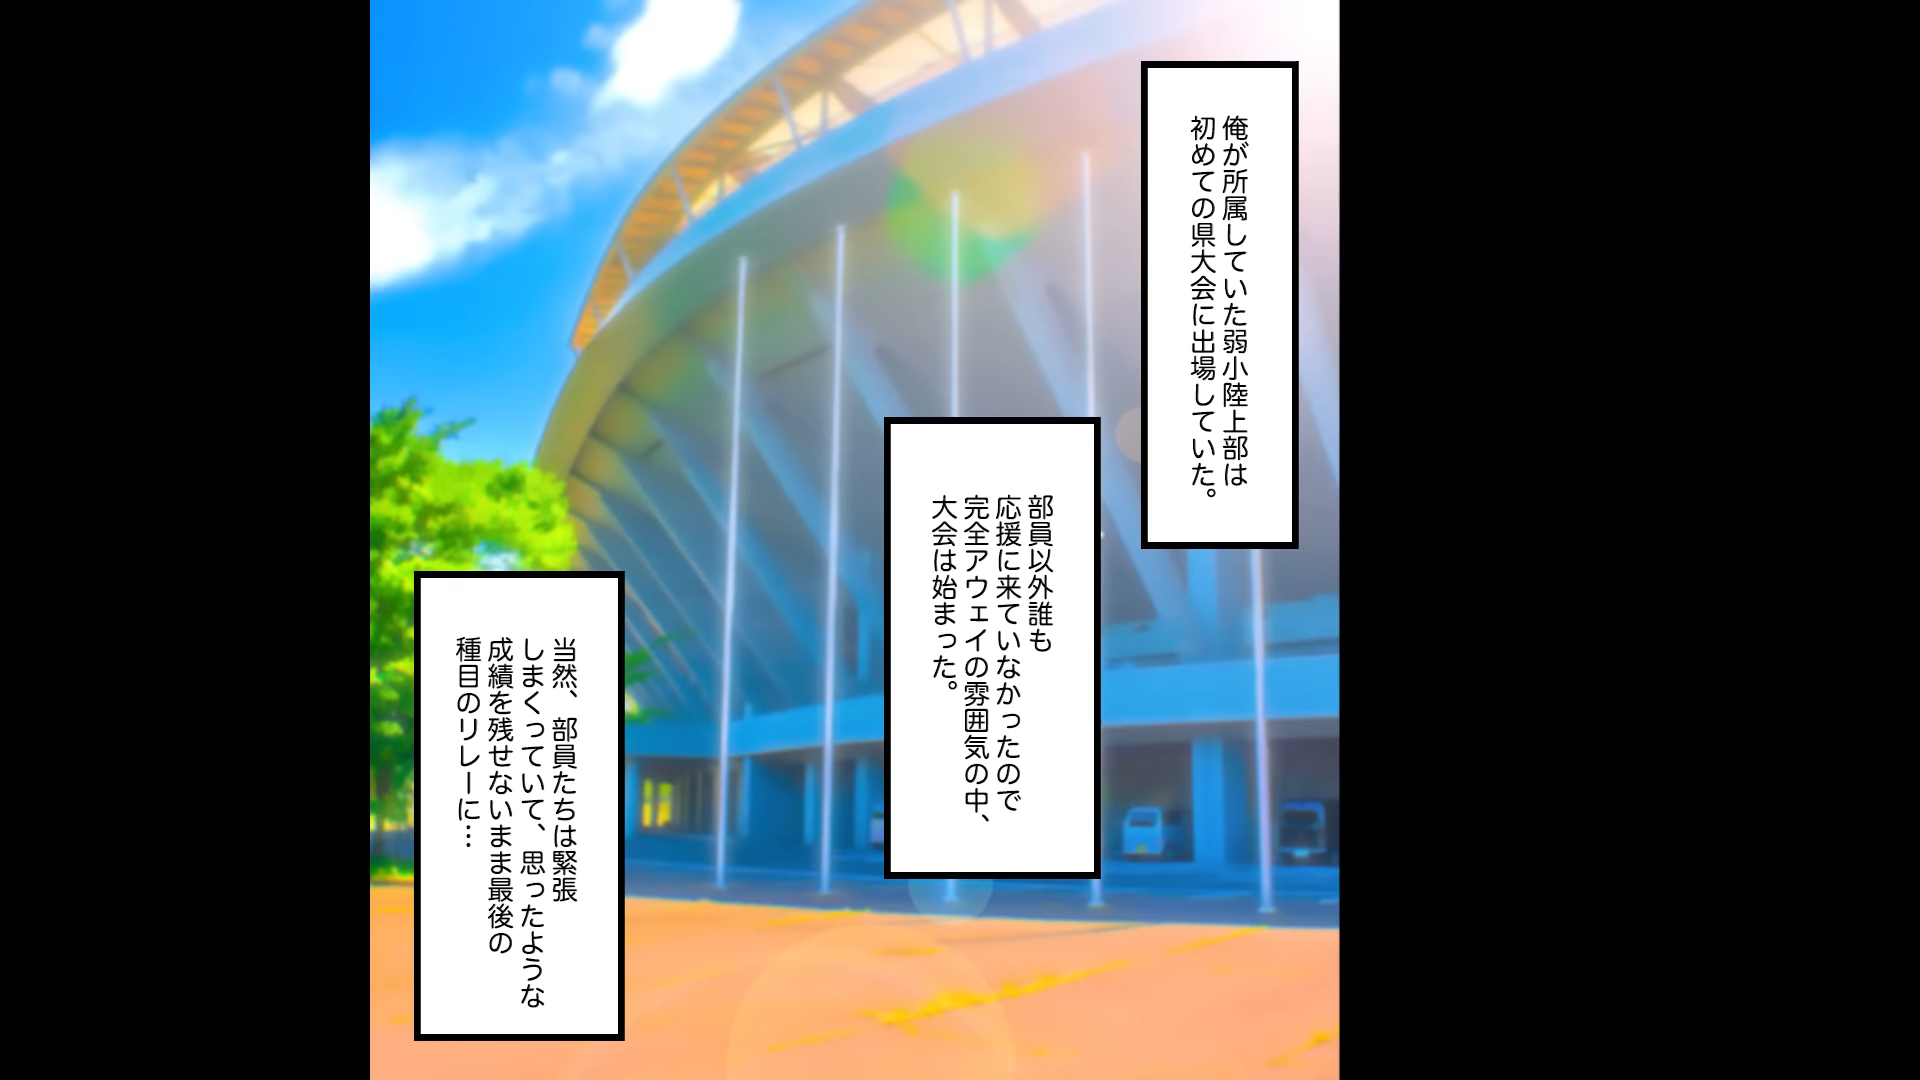 俺が所属していた弱小陸上部は
初めての県大会に出場していた。
部員以外誰も
応援に来ていなかったので
完全アウェイの雰囲気の中、
大会は始まった。
当然、部員たちは緊張
しまくっていて、思ったような
成績を残せないまま最後の
種目のリレーに…